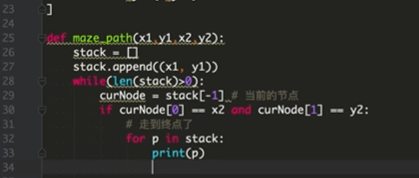 23 ]
24
25 def maze_path(x1,y1,x2,y2):
26     stack = []
27     stack.append((x1, y1))
28     while(len(stack)>0):
29         curNode = stack[-1] # 当前的节点
30         if curNode[0] == x2 and curNode[1] == y2:
31             # 走到终点了
32             for p in stack:
33                 print(p)
34